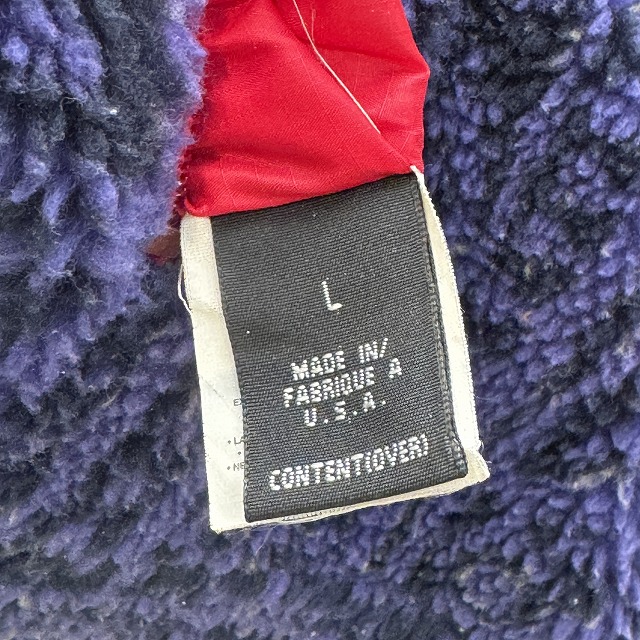 L
MADE IN/
FABRIQUE A
U.S.A.
CONTENT(OVER)